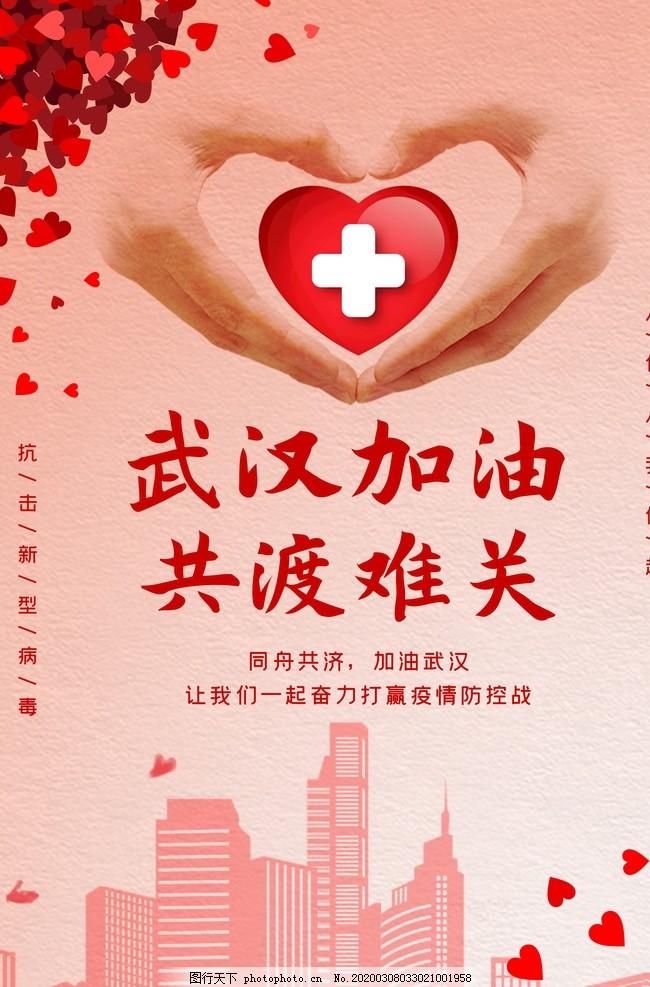 武汉加油
共渡难关
同舟共济，加油武汉
让我们一起奋力打赢疫情防控战
抗/击/新/型/病/毒
图行天下 photophoto.cn No.20200308033021001958